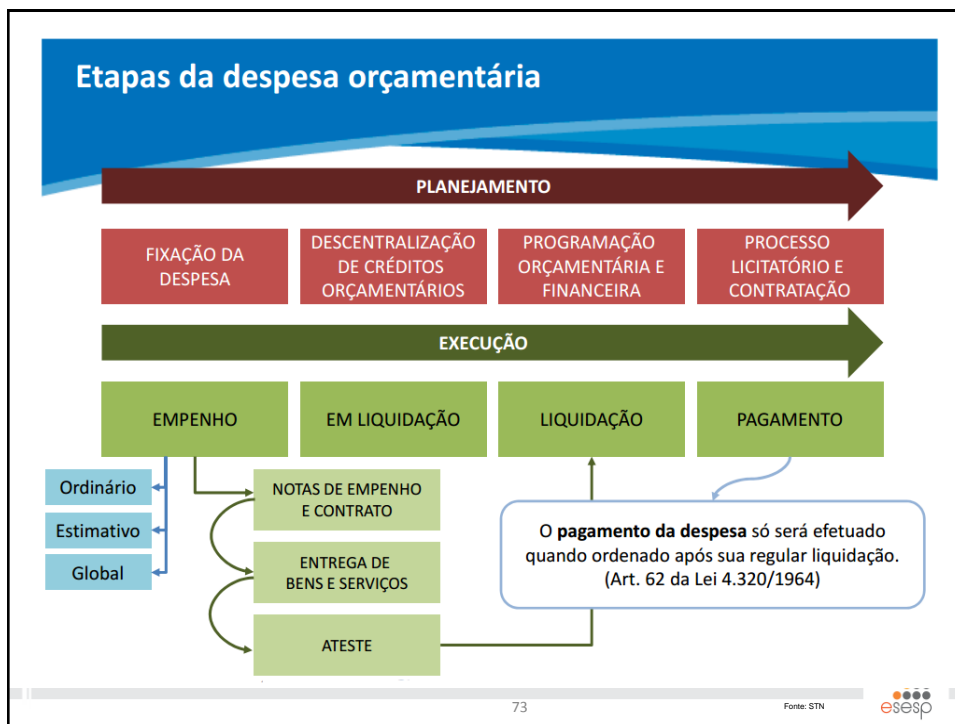 Etapas da despesa orçamentária
PLANEJAMENTO
FIXAÇÃO DA
DESPESA
DESCENTRALIZAÇÃO
DE CRÉDITOS
ORÇAMENTÁRIOS
PROGRAMAÇÃO
ORÇAMENTÁRIA E
FINANCEIRA
PROCESSO
LICITATÓRIO E
CONTRATAÇÃO
EXECUÇÃO
EMPENHO
EM LIQUIDAÇÃO
LIQUIDAÇÃO
PAGAMENTO
Ordinário
Estimativo
Global
NOTAS DE EMPENHO
E CONTRATO
ENTREGA DE
BENS E SERVIÇOS
ATESTE
O pagamento da despesa só será efetuado
quando ordenado após sua regular liquidação.
(Art. 62 da Lei 4.320/1964)
73
Fonte: STN
esesp